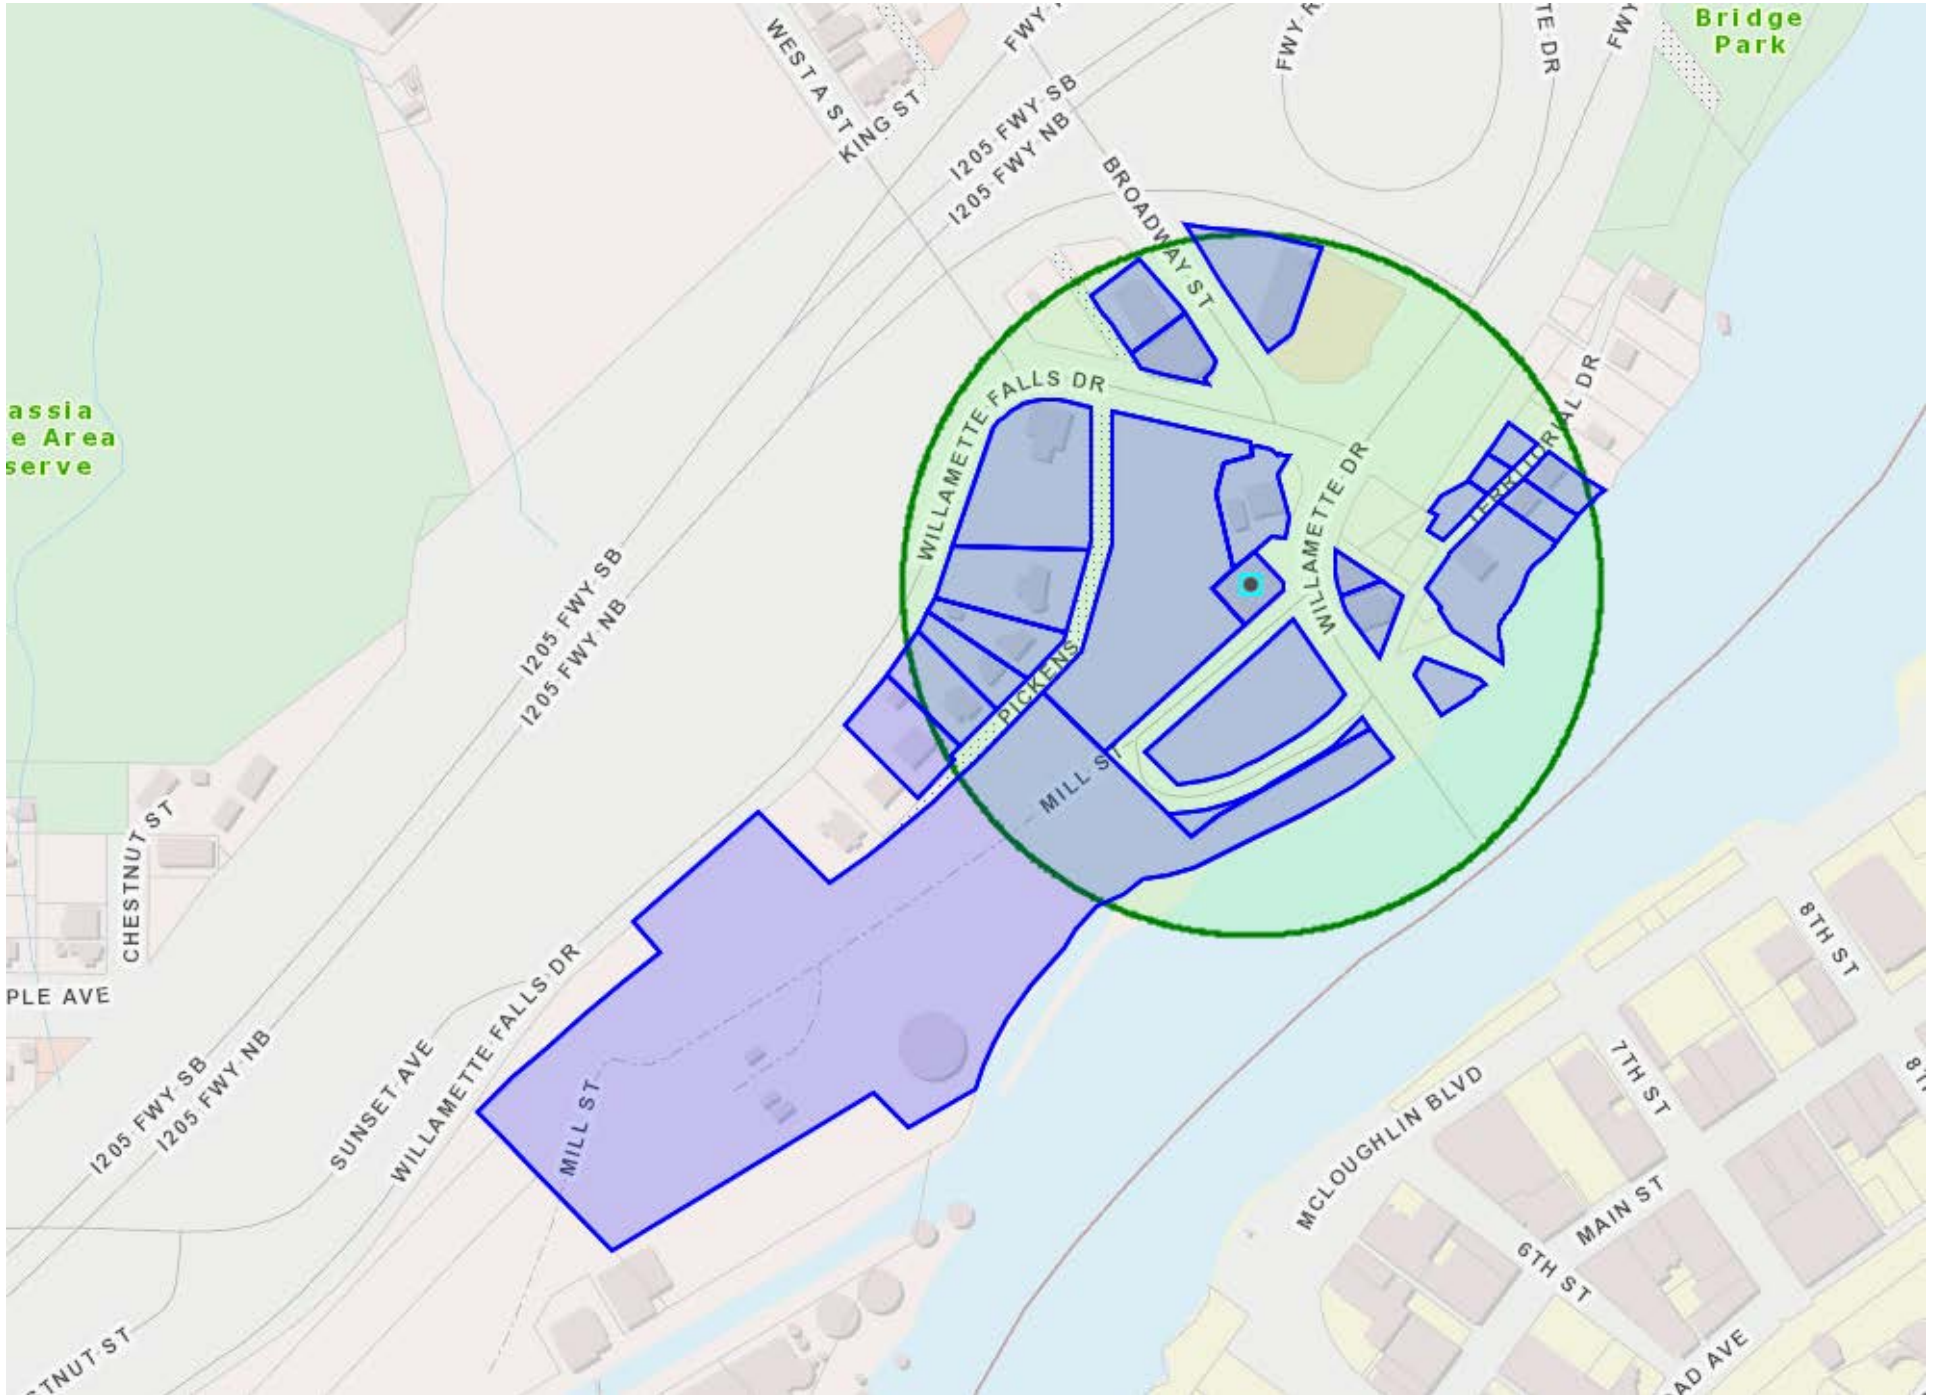 WEST A ST
KING ST
FWY
I205 FWY SB
I205 FWY NB
FWY R
TE DR
FWY
Bridge
Park
BROADWAY ST
assia
e Area
serve
WILLAMETTE FALLS DR
WILLAMETTE DR
TERRITORIAL DR
I205 FWY SB
I205 FWY NB
PICKENS
MILL ST
CHESTNUT ST
PLE AVE
WILLAMETTE FALLS DR
SUNSET AVE
I205 FWY SB
I205 FWY NB
MILL ST
STNUT ST
8TH ST
7TH ST
MCLOUGHLIN BLVD
MAIN ST
6TH ST
8T
AD AVE